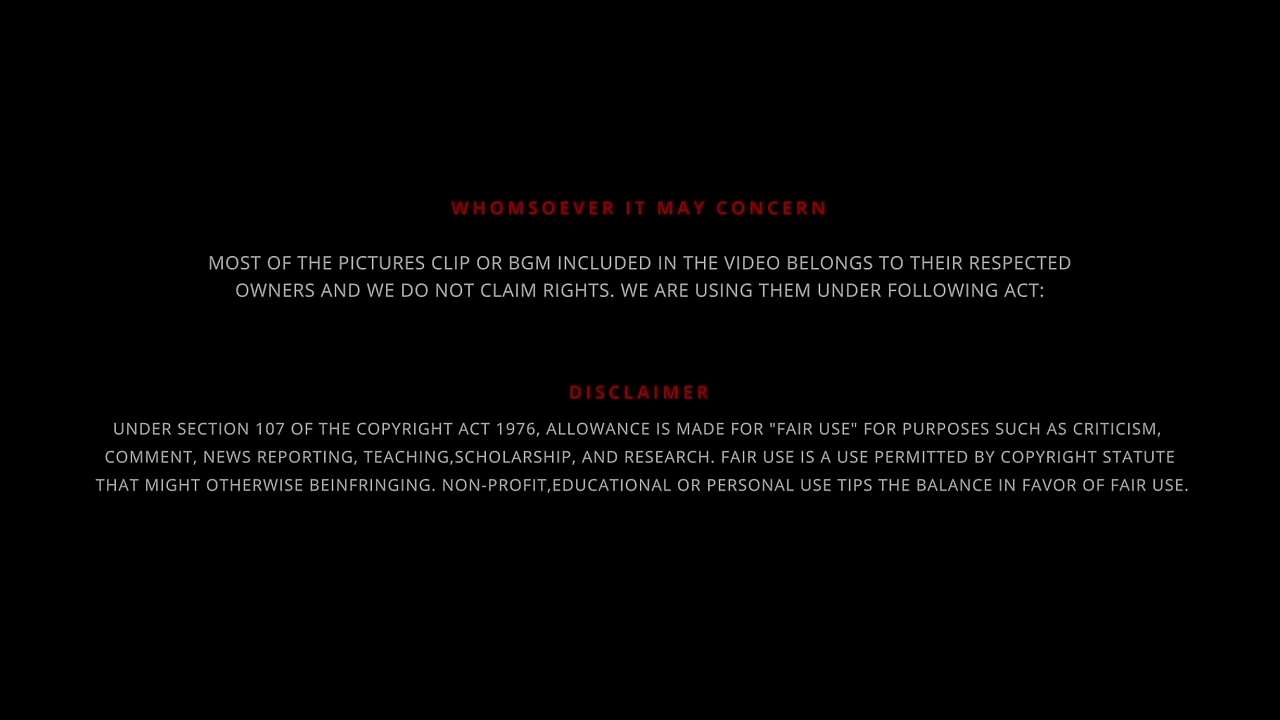 WHOMSOEVER IT MAY CONCERN
MOST OF THE PICTURES CLIP OR BGM INCLUDED IN THE VIDEO BELONGS TO THEIR RESPECTED
OWNERS AND WE DO NOT CLAIM RIGHTS. WE ARE USING THEM UNDER FOLLOWING ACT:
DISCLAIMER
UNDER SECTION 107 OF THE COPYRIGHT ACT 1976, ALLOWANCE IS MADE FOR "FAIR USE" FOR PURPOSES SUCH AS CRITICISM,
COMMENT, NEWS REPORTING, TEACHING,SCHOLARSHIP, AND RESEARCH. FAIR USE IS A USE PERMITTED BY COPYRIGHT STATUTE
THAT MIGHT OTHERWISE BEINFRINGING. NON-PROFIT,EDUCATIONAL OR PERSONAL USE TIPS THE BALANCE IN FAVOR OF FAIR USE.